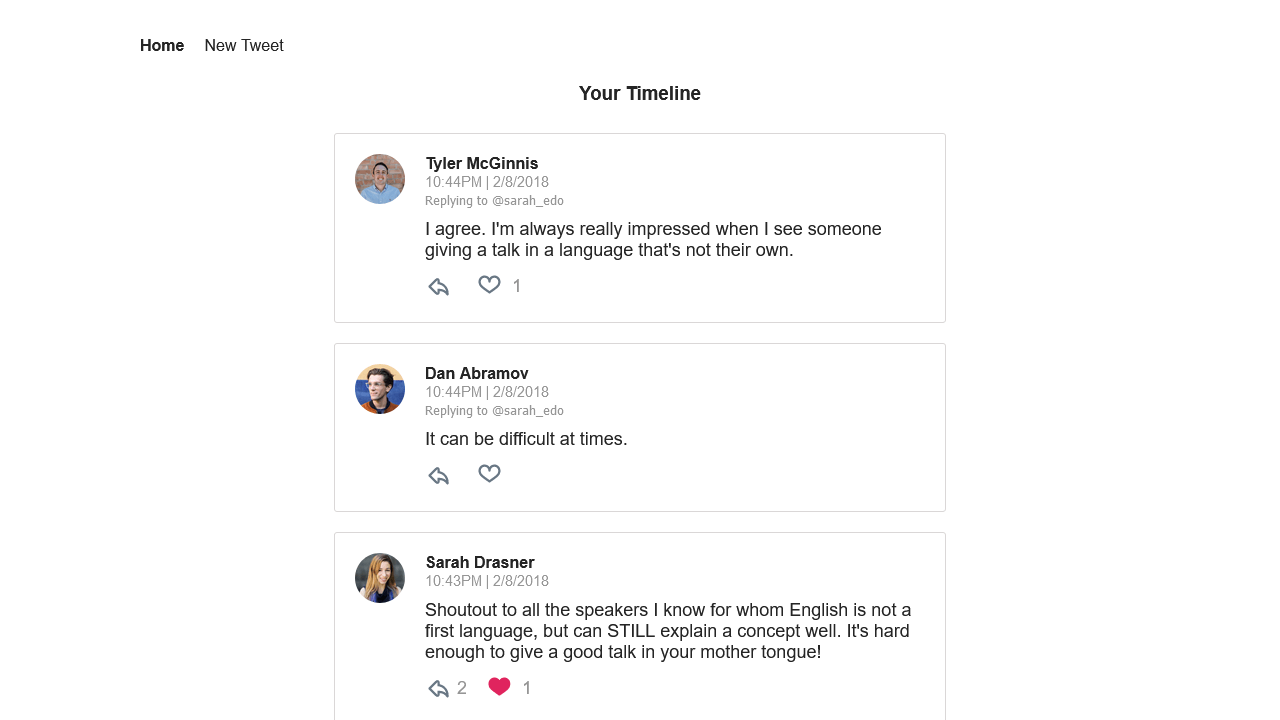 Home New Tweet
Your Timeline
Tyler McGinnis
10:44PM | 2/8/2018
Replying to @sarah_edo
I agree. I'm always really impressed when I see someone
giving a talk in a language that's not their own.
1
Dan Abramov
10:44PM | 2/8/2018
Replying to @sarah_edo
It can be difficult at times.
Sarah Drasner
10:43PM | 2/8/2018
Shoutout to all the speakers I know for whom English is not a
first language, but can STILL explain a concept well. It's hard
enough to give a good talk in your mother tongue!
2 1